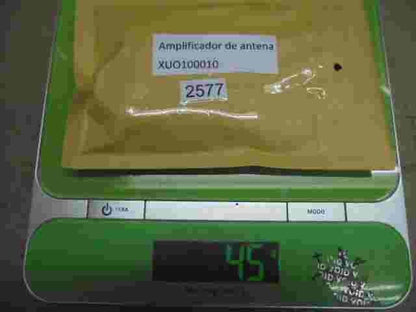 Amplificador de antena
XUO100010
2577
TARA
MODO
45